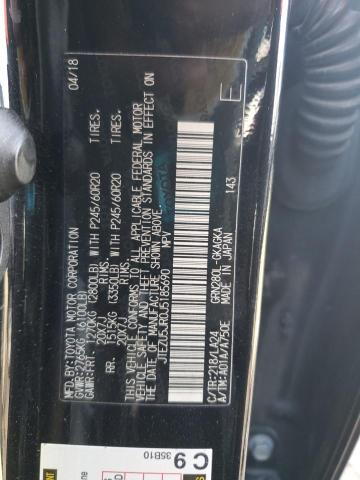 04/18
MFD.BY:TOYOTA MOTOR CORPORATION
GVWR:2765KG(6100LB)
GAWR:FRT. 1270KG (2800LB) WITH P245/60R20 TIRES,
20X7J RIMS,
RR. 1515KG (3350LB) WITH P245/60R20 TIRES,
20X7J RIMS,
THIS VEHICLE CONFORMS TO ALL APPLICABLE FEDERAL MOTOR
VEHICLE SAFETY AND THEFT PREVENTION STANDARDS IN EFFECT ON
THE DATE OF MANUFACTURE SHOWN ABOVE.
JTEZU5JR0J5185690
MPV
TOYOTA
143
E
C/TR:218/LA24
GRN280L-GKAGKA
A/TM:A01A/A750E
MADE IN JAPAN
C9
35B10